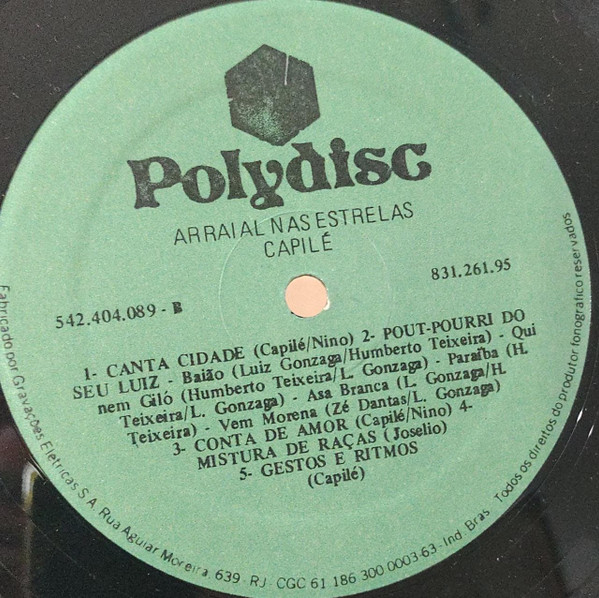 Polydisc
ARRAIAL NAS ESTRELAS
CAPILÉ
542.404.089 - B
831.261.95
1- CANTA CIDADE (Capilé/Nino) 2- POUT-POURRI DO
SEU LUIZ - Baião (Luiz Gonzaga/Humberto Teixeira) - Qui
nem Giló (Humberto Teixeira/L. Gonzaga) - Paraíba (H.
Teixeira/L. Gonzaga) - Asa Branca (L. Gonzaga/H.
Teixeira) - Vem Morena (Zé Dantas/L. Gonzaga)
3- CONTA DE AMOR (Capilé/Nino) 4-
MISTURA DE RAÇAS (Joselio)
5- GESTOS E RITMOS
(Capilé)
Fabricado por Gravações Eletricas S.A. Rua Aguiar Moreira, 639 - RJ - CGC 61 186 300 0003-63 - Ind. Bras. Todos os direitos do produtor fonografico reservados